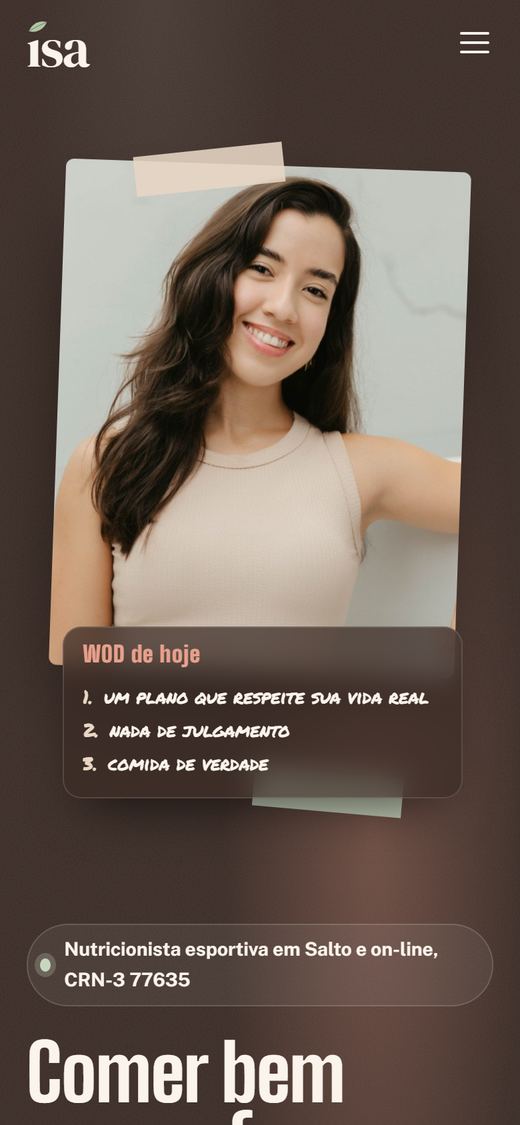 isa
WOD de hoje
1. UM PLANO QUE RESPEITE SUA VIDA REAL
2. NADA DE JULGAMENTO
3. COMIDA DE VERDADE
Nutricionista esportiva em Salto e on-line,
CRN-3 77635
Comer bem